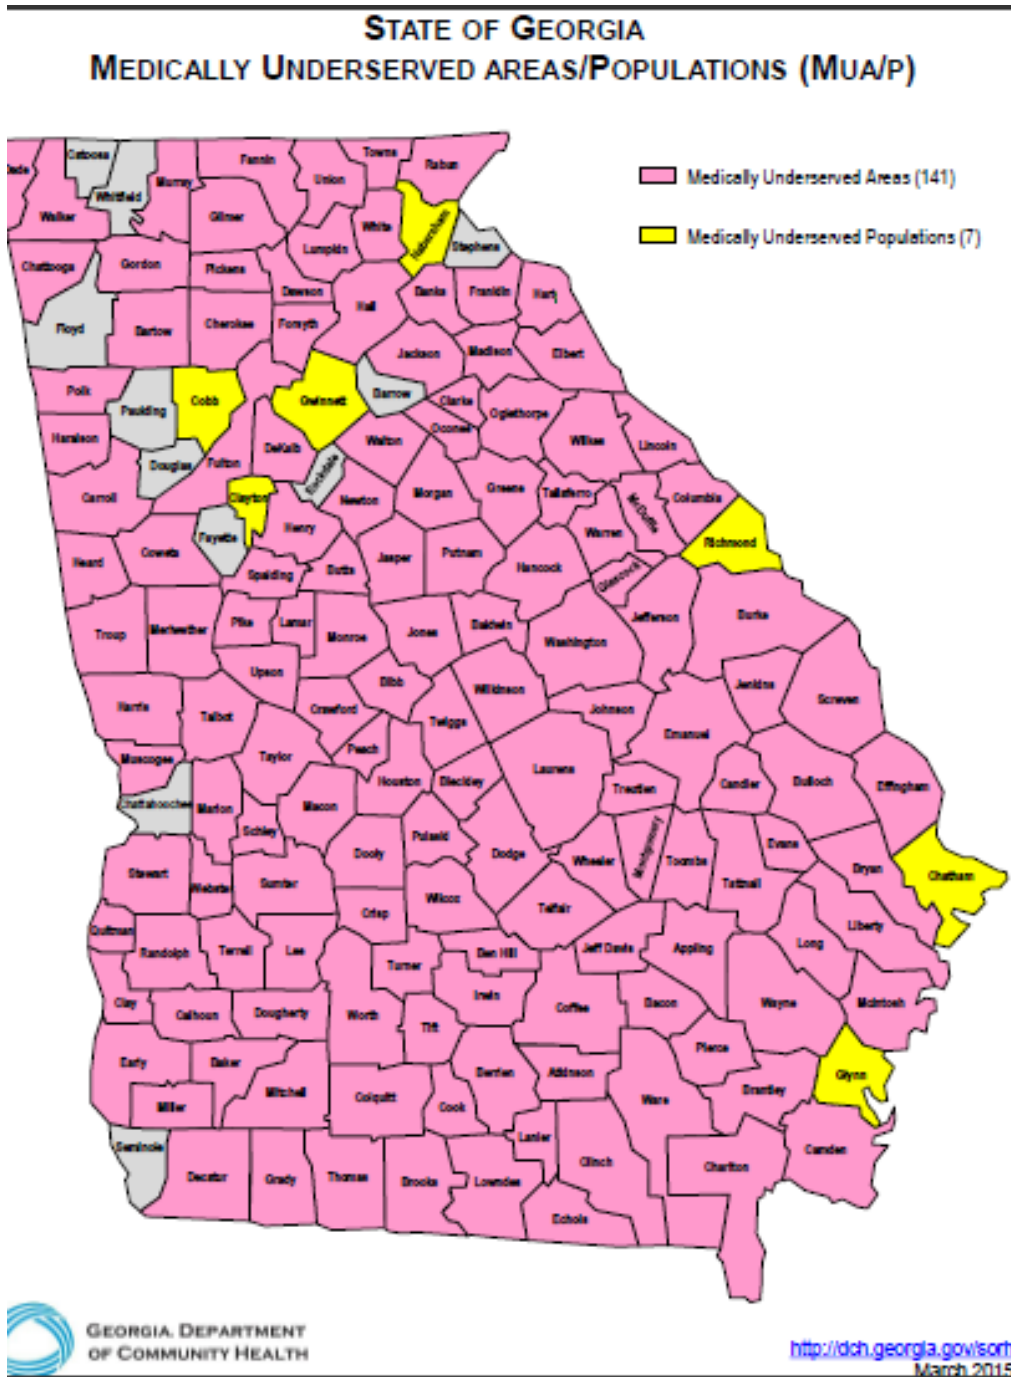 STATE OF GEORGIA
MEDICALLY UNDERSERVED AREAS/POPULATIONS (MUA/P)
Medically Underserved Areas (141)
Medically Underserved Populations (7)
Catoosa
Whitfield
Murray
Fannin
Towns
Rabun
Union
Walker
Gilmer
White
Habersham
Stephens
Lumpkin
Chattooga
Gordon
Pickens
Dawson
Hall
Banks
Franklin
Hart
Floyd
Bartow
Cherokee
Forsyth
Jackson
Madison
Elbert
Polk
Paulding
Cobb
Gwinnett
Barrow
Clarke
Oconee
Oglethorpe
Haralson
Douglas
Fulton
DeKalb
Rockdale
Walton
Wilkes
Lincoln
Carroll
Clayton
Newton
Morgan
Greene
Taliaferro
McDuffie
Columbia
Fayette
Henry
Warren
Richmond
Heard
Coweta
Spalding
Butts
Jasper
Putnam
Hancock
Glascock
Troup
Meriwether
Pike
Lamar
Monroe
Jones
Baldwin
Washington
Jefferson
Burke
Upson
Bibb
Wilkinson
Jenkins
Screven
Harris
Talbot
Crawford
Twiggs
Johnson
Emanuel
Muscogee
Taylor
Peach
Houston
Bleckley
Laurens
Treutlen
Candler
Bulloch
Effingham
Chattahoochee
Marion
Schley
Macon
Pulaski
Dodge
Wheeler
Montgomery
Toombs
Evans
Bryan
Chatham
Stewart
Webster
Sumter
Dooly
Wilcox
Telfair
Tattnall
Liberty
Quitman
Randolph
Terrell
Lee
Crisp
Turner
Ben Hill
Jeff Davis
Appling
Long
Clay
Calhoun
Dougherty
Worth
Tift
Irwin
Coffee
Bacon
Wayne
McIntosh
Early
Baker
Mitchell
Colquitt
Cook
Berrien
Atkinson
Pierce
Ware
Brantley
Glynn
Miller
Seminole
Decatur
Grady
Thomas
Brooks
Lowndes
Lanier
Clinch
Echols
Charlton
Camden
GEORGIA DEPARTMENT
OF COMMUNITY HEALTH
http://dch.georgia.gov/sorh
March 2015